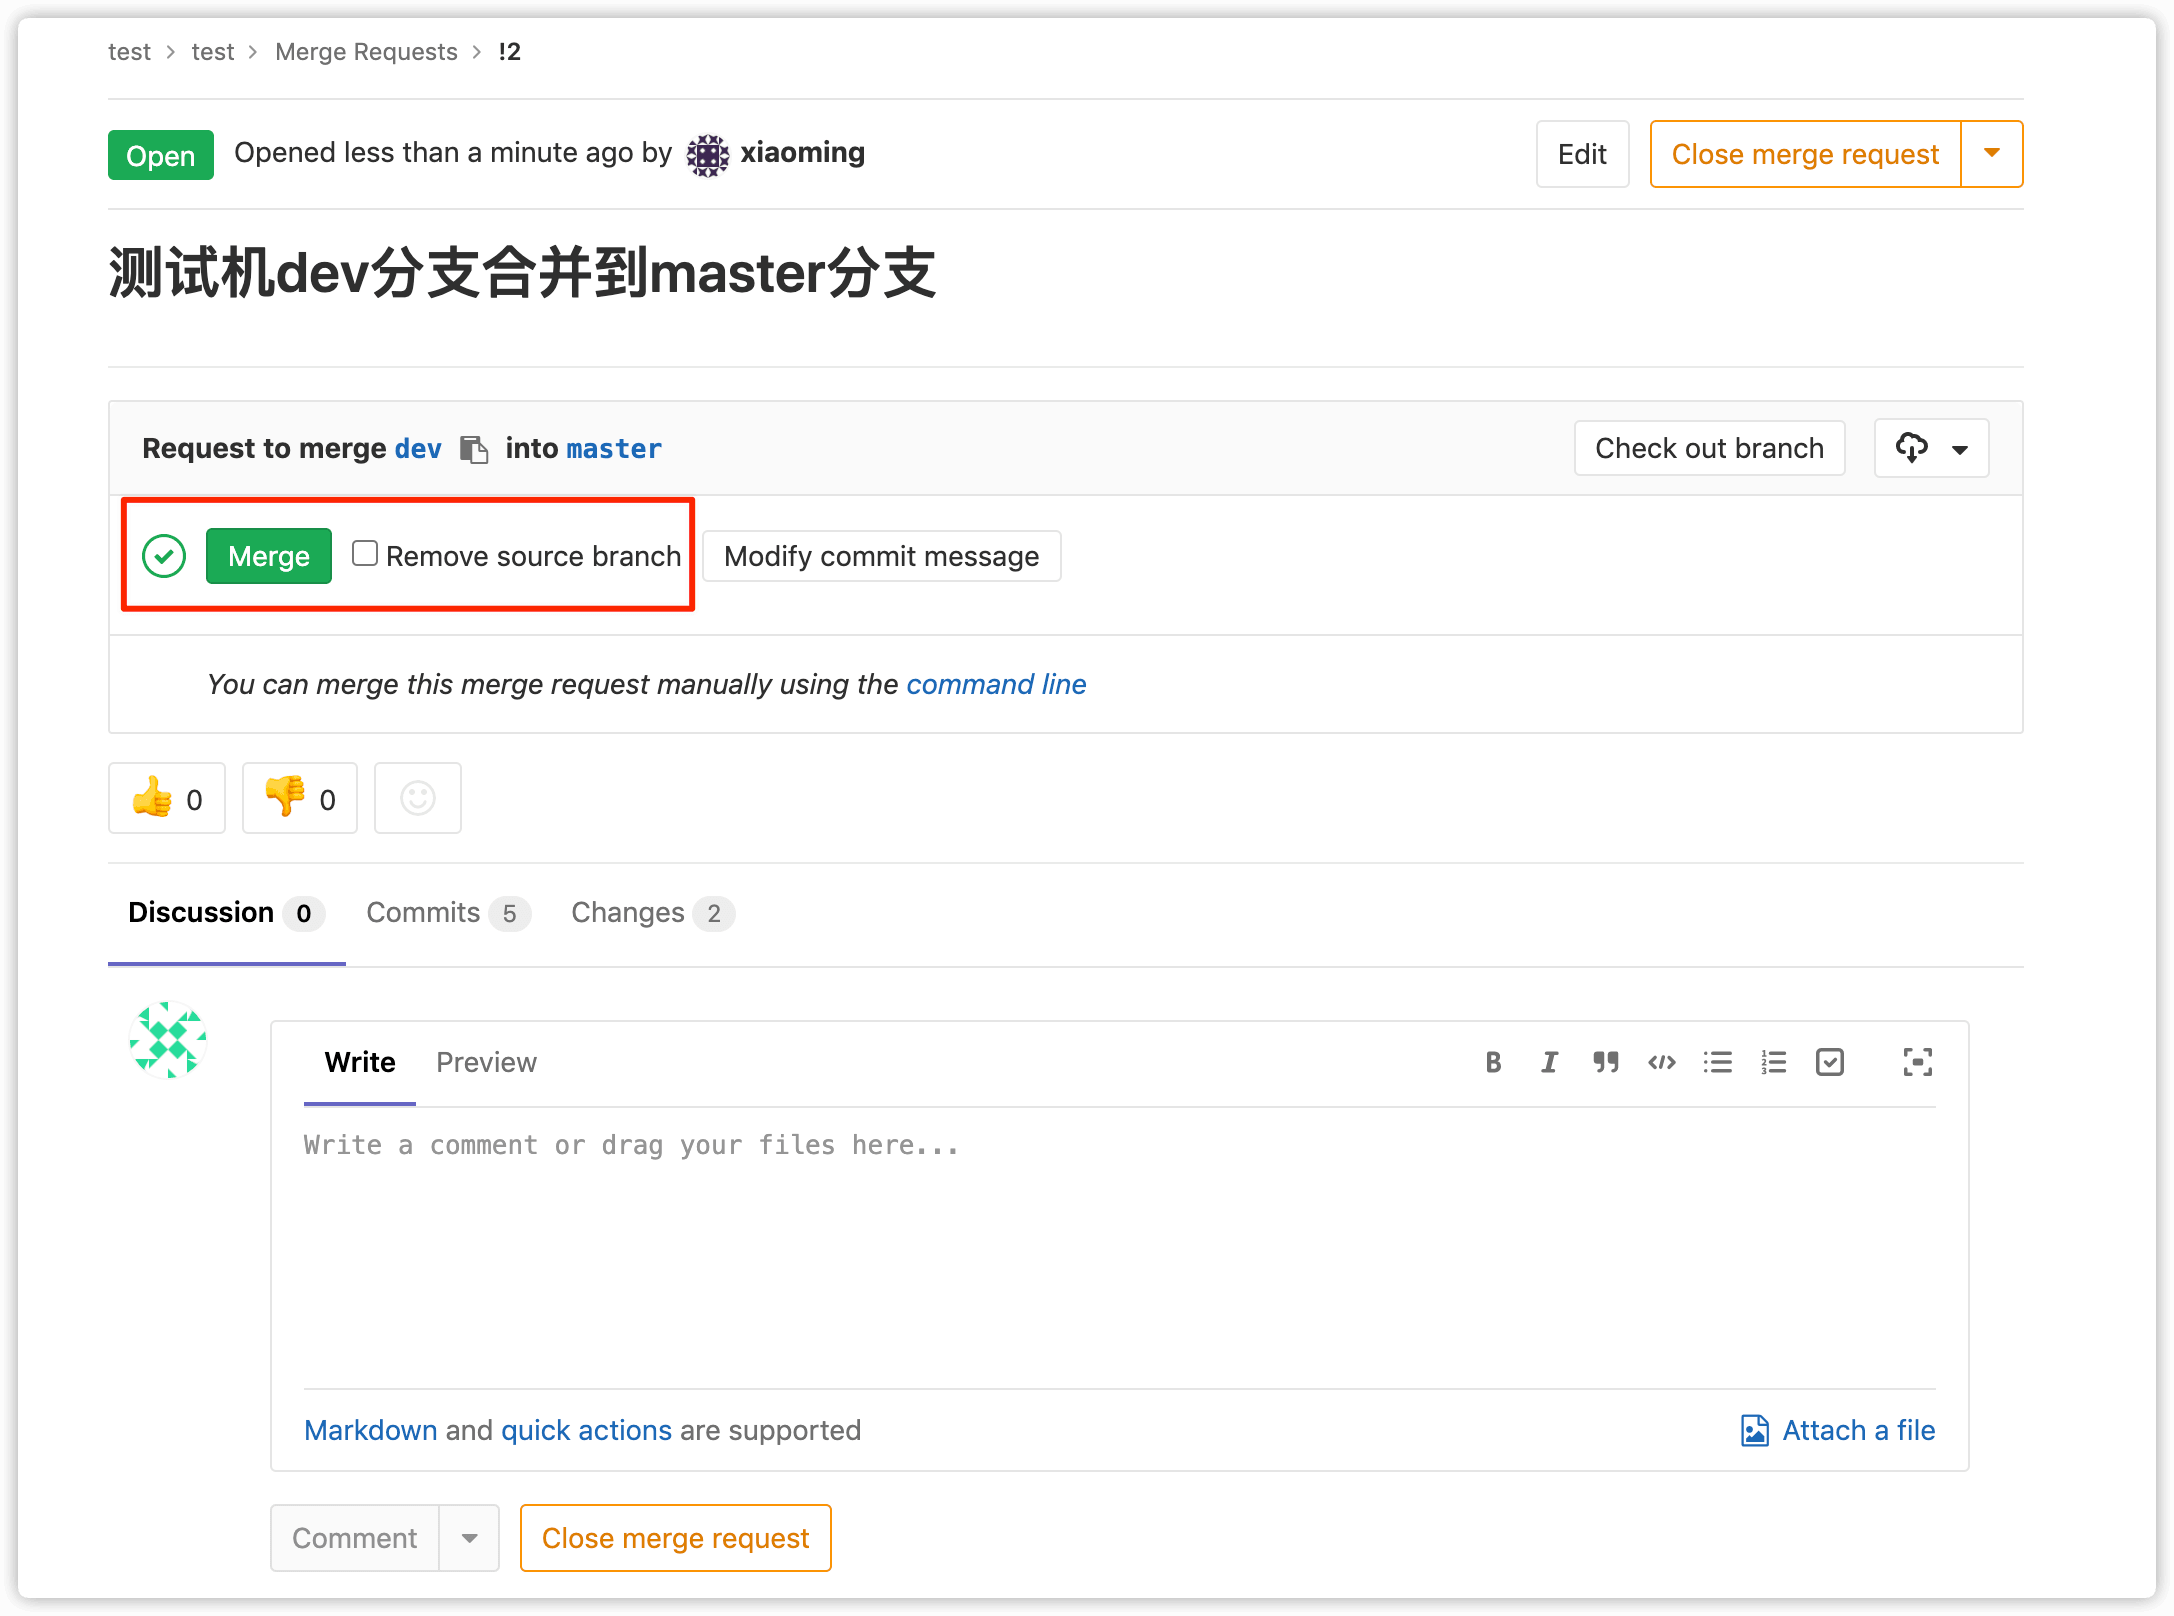 test > test > Merge Requests > !2
Open Opened less than a minute ago by xiaoming Edit Close merge request
测试机dev分支合并到master分支
Request to merge dev into master Check out branch
Merge Remove source branch Modify commit message
You can merge this merge request manually using the command line
0 0
Discussion 0 Commits 5 Changes 2
Write Preview
Write a comment or drag your files here...
Markdown and quick actions are supported Attach a file
Comment Close merge request